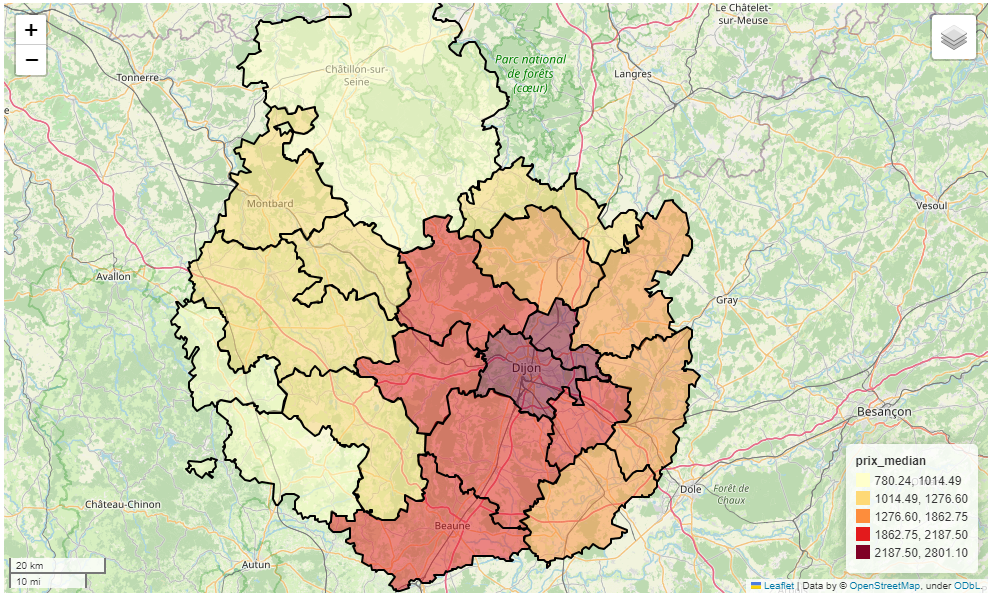 +
−
Le Châtelet-
sur-Meuse
Parc national
de forêts
(cœur)
Châtillon-sur-
Seine
Tonnerre
Langres
Montbard
Vesoul
Avallon
Gray
Dijon
Besançon
Château-Chinon
Dole
Forêt de
Chaux
Beaune
Autun
prix_median
780.24, 1014.49
1014.49, 1276.60
1276.60, 1862.75
1862.75, 2187.50
2187.50, 2801.10
20 km
10 mi
Leaflet | Data by © OpenStreetMap, under ODbL.